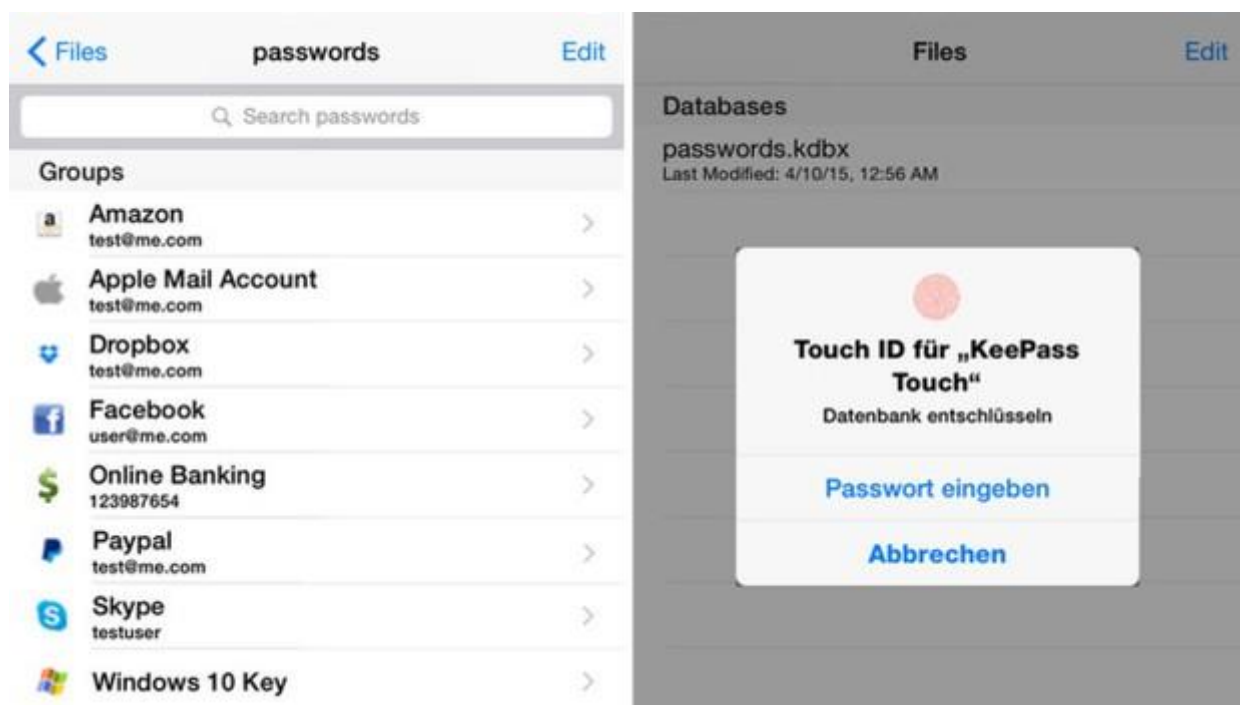 Files
passwords
Edit
Search passwords
Groups
a
Amazon
test@me.com
Apple Mail Account
test@me.com
Dropbox
test@me.com
f
Facebook
user@me.com
$
Online Banking
123987654
P
Paypal
test@me.com
S
Skype
testuser
Windows 10 Key
Files
Edit
Databases
passwords.kdbx
Last Modified: 4/10/15, 12:56 AM
Touch ID für „KeePass
Touch“
Datenbank entschlüsseln
Passwort eingeben
Abbrechen